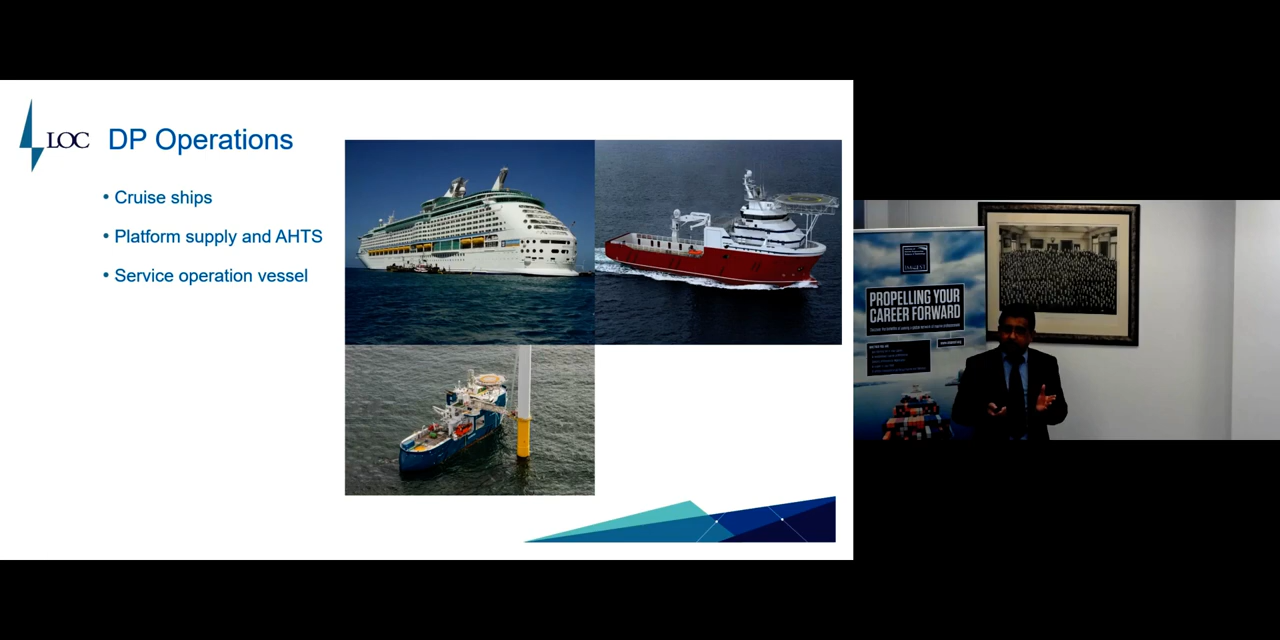 LOC
DP Operations
• Cruise ships
• Platform supply and AHTS
• Service operation vessel
PROPELLING YOUR
CAREER FORWARD